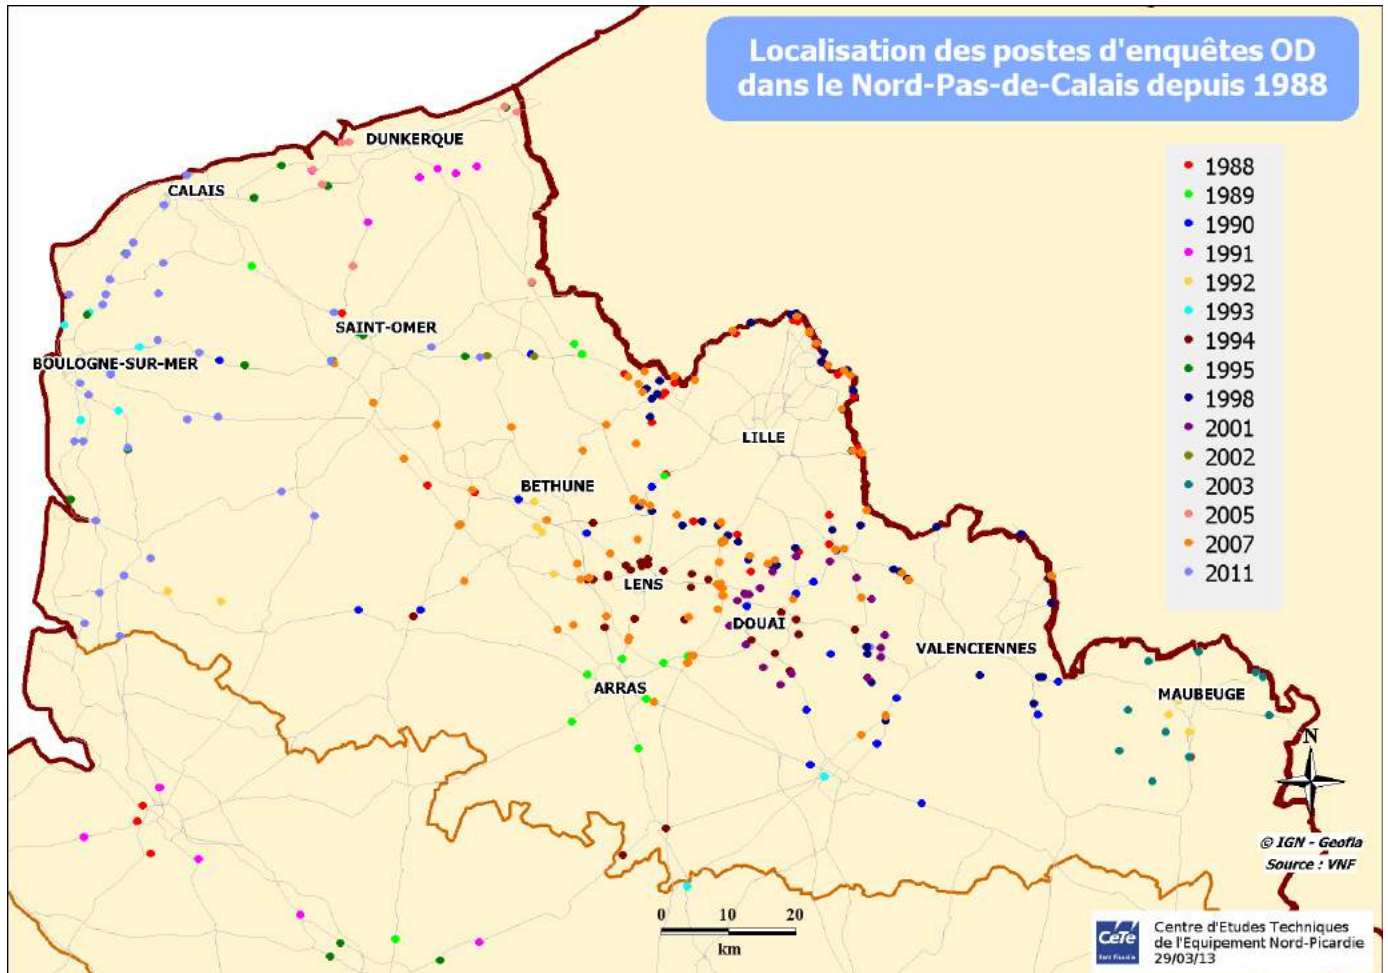 Localisation des postes d'enquêtes OD
dans le Nord-Pas-de-Calais depuis 1988
DUNKERQUE
CALAIS
1988
1989
1990
1991
1992
1993
1994
1995
1998
2001
2002
2003
2005
2007
2011
SAINT-OMER
BOULOGNE-SUR-MER
LILLE
BETHUNE
LENS
DOUAI
VALENCIENNES
ARRAS
MAUBEUGE
N
© IGN - Geofla
Source : VNF
0 10 20
km
CeTe
Nord Picardie
Centre d'Etudes Techniques
de l'Equipement Nord-Picardie
29/03/13